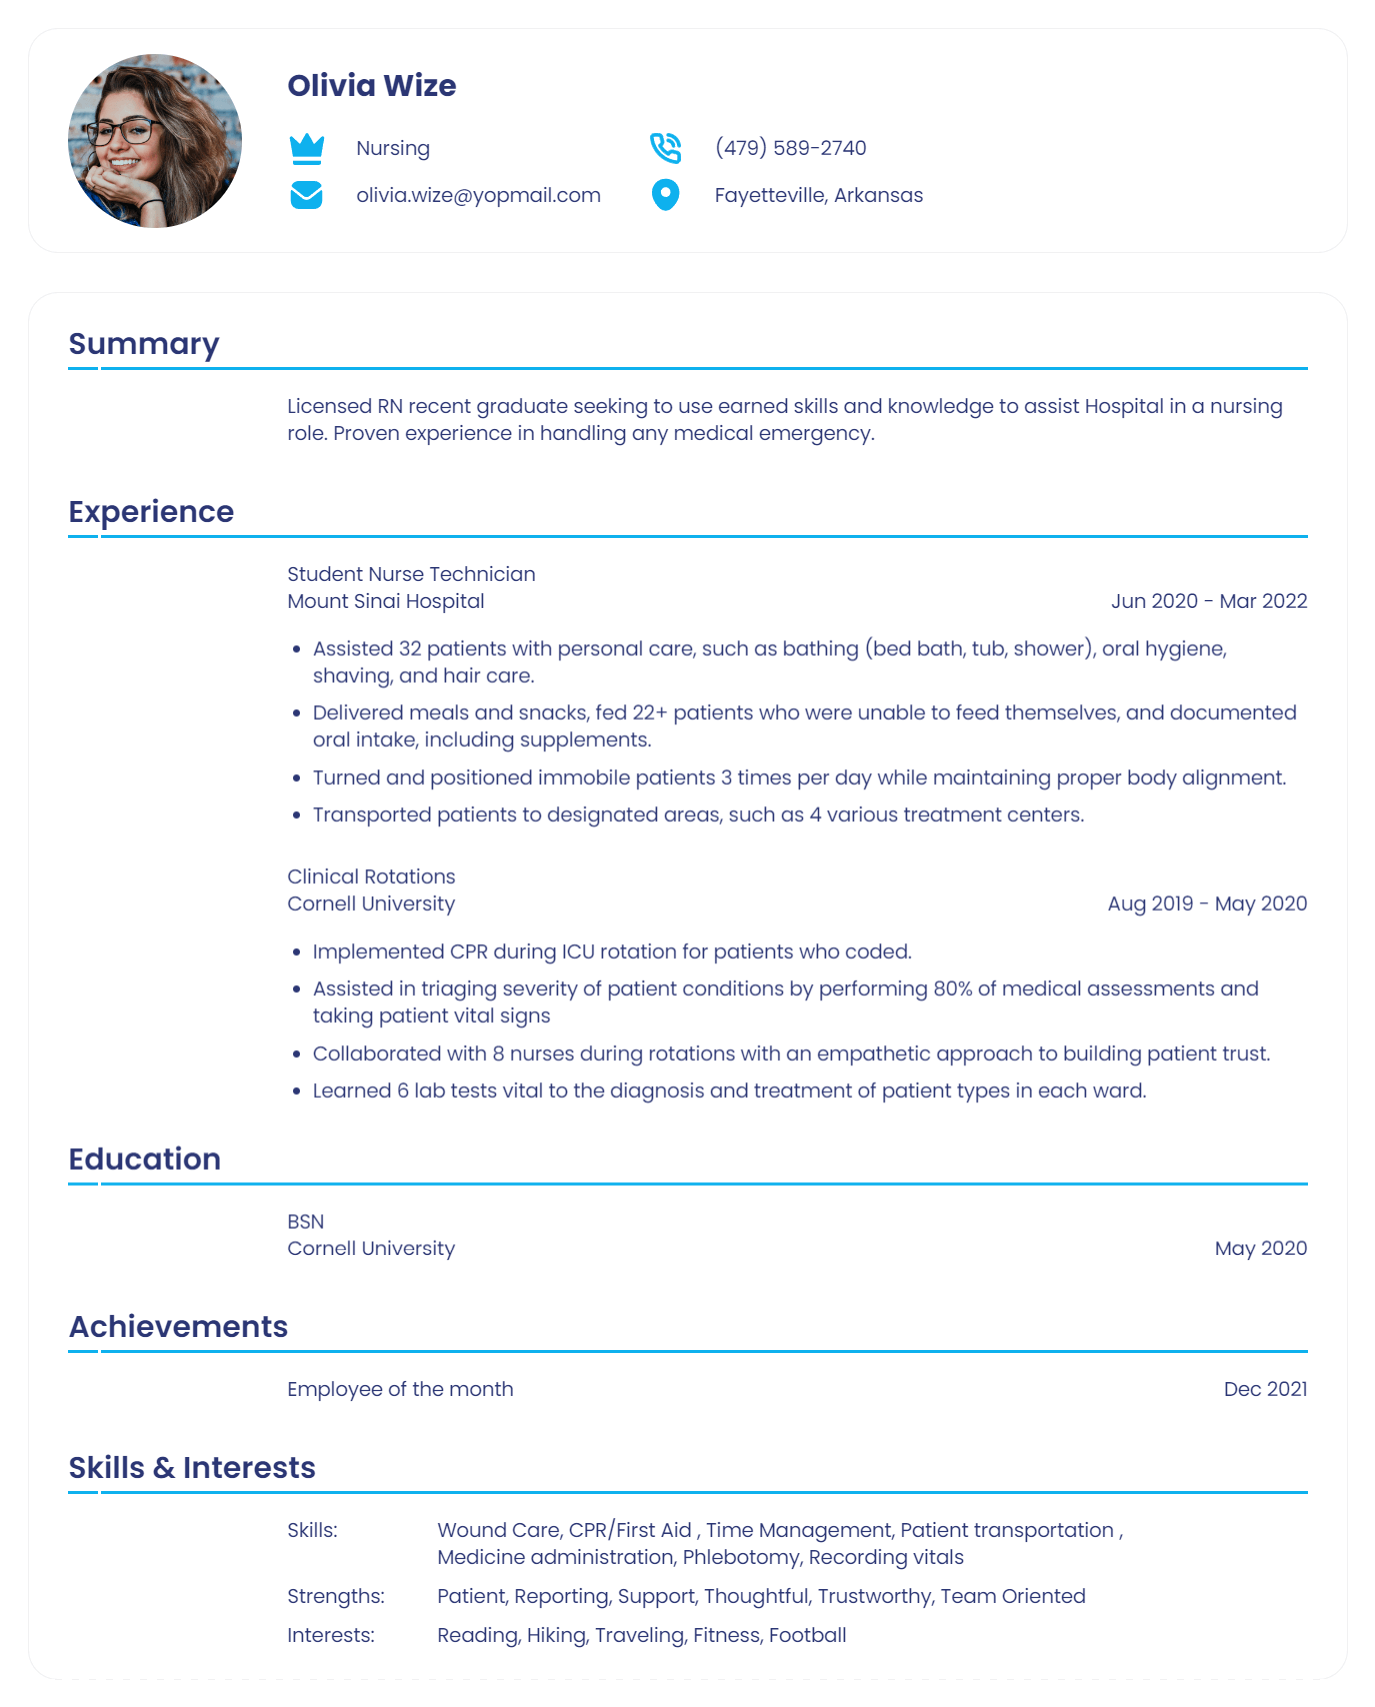 Olivia Wize
Nursing
(479) 589-2740
olivia.wize@yopmail.com
Fayetteville, Arkansas
Summary
Licensed RN recent graduate seeking to use earned skills and knowledge to assist Hospital in a nursing
role. Proven experience in handling any medical emergency.
Experience
Student Nurse Technician
Mount Sinai Hospital
Jun 2020 - Mar 2022
• Assisted 32 patients with personal care, such as bathing (bed bath, tub, shower), oral hygiene,
shaving, and hair care.
• Delivered meals and snacks, fed 22+ patients who were unable to feed themselves, and documented
oral intake, including supplements.
• Turned and positioned immobile patients 3 times per day while maintaining proper body alignment.
• Transported patients to designated areas, such as 4 various treatment centers.
Clinical Rotations
Cornell University
Aug 2019 - May 2020
• Implemented CPR during ICU rotation for patients who coded.
• Assisted in triaging severity of patient conditions by performing 80% of medical assessments and
taking patient vital signs
• Collaborated with 8 nurses during rotations with an empathetic approach to building patient trust.
• Learned 6 lab tests vital to the diagnosis and treatment of patient types in each ward.
Education
BSN
Cornell University
May 2020
Achievements
Employee of the month
Dec 2021
Skills & Interests
Skills:
Wound Care, CPR/First Aid , Time Management, Patient transportation ,
Medicine administration, Phlebotomy, Recording vitals
Strengths:
Patient, Reporting, Support, Thoughtful, Trustworthy, Team Oriented
Interests:
Reading, Hiking, Traveling, Fitness, Football